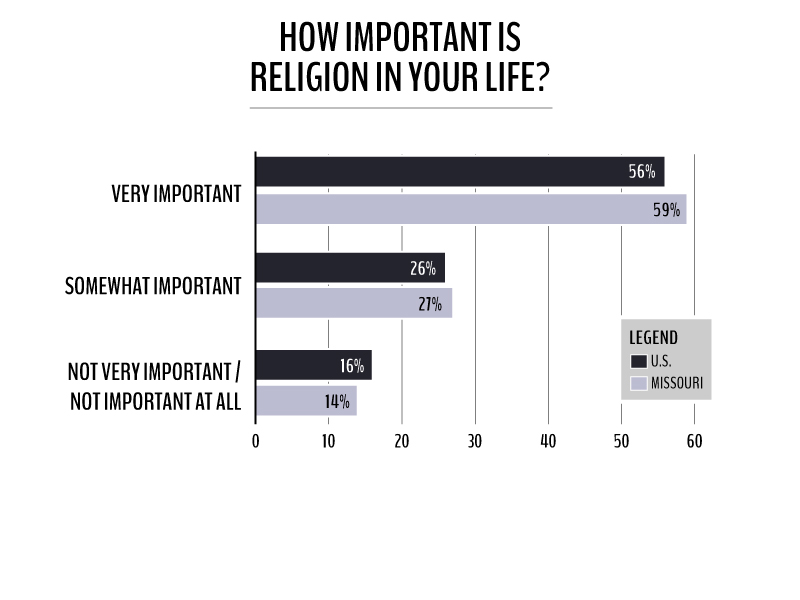 HOW IMPORTANT IS
RELIGION IN YOUR LIFE?
VERY IMPORTANT
56%
59%
SOMEWHAT IMPORTANT
26%
27%
NOT VERY IMPORTANT /
NOT IMPORTANT AT ALL
16%
14%
LEGEND
U.S.
MISSOURI
0 10 20 30 40 50 60